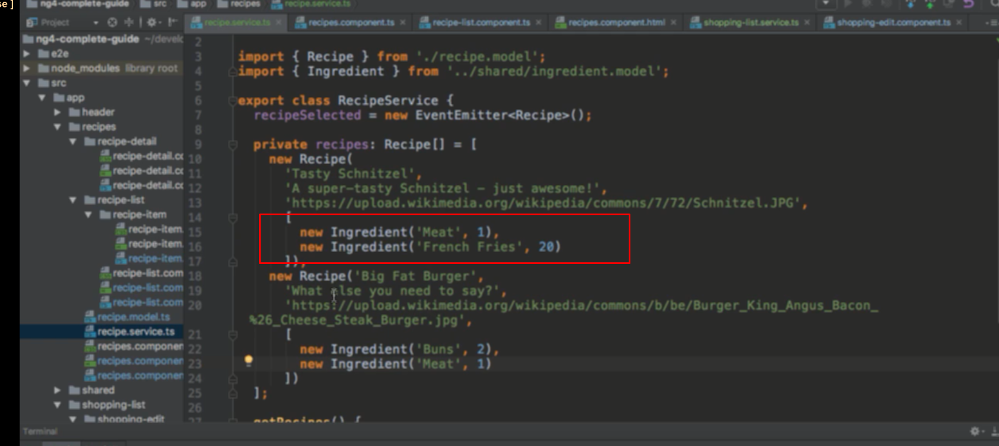 se ]
ng4-complete-guide src app recipes recipe.service.ts
Project
recipe.service.ts recipes.component.ts recipe-list.component.ts recipes.component.html shopping-list.service.ts shopping-edit.component.ts
ng4-complete-guide ~/develo
e2e
node_modules library root
src
app
header
recipes
recipe-detail
recipe-detail.co
recipe-detail.co
recipe-detail.co
recipe-list
recipe-item
recipe-item.
recipe-item.
recipe-item.
recipe-list.com
recipe-list.com
recipe-list.com
recipe.model.ts
recipe.service.ts
recipes.componen
recipes.componen
recipes.componen
shared
shopping-list
shopping-edit
2
3 import { Recipe } from './recipe.model';
4 import { Ingredient } from '../shared/ingredient.model';
5
6 export class RecipeService {
7 recipeSelected = new EventEmitter<Recipe>();
8
9 private recipes: Recipe[] = [
10 new Recipe(
11 'Tasty Schnitzel',
12 'A super-tasty Schnitzel - just awesome!',
13 'https://upload.wikimedia.org/wikipedia/commons/7/72/Schnitzel.JPG',
14 [
15 new Ingredient('Meat', 1),
16 new Ingredient('French Fries', 20)
17 ]),
18 new Recipe('Big Fat Burger',
19 'What else you need to say?',
20 'https://upload.wikimedia.org/wikipedia/commons/b/be/Burger_King_Angus_Bacon_
%26_Cheese_Steak_Burger.jpg',
21 [
22 new Ingredient('Buns', 2),
23 new Ingredient('Meat', 1)
24 ])
25 ];
26
27 getRecipes() {
Terminal